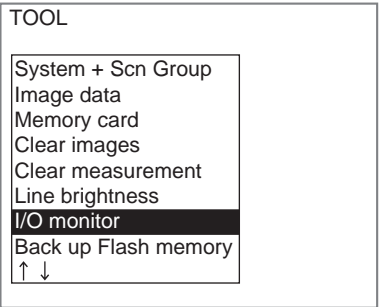 TOOL
System + Scn Group
Image data
Memory card
Clear images
Clear measurement
Line brightness
I/O monitor
Back up Flash memory
↑ ↓